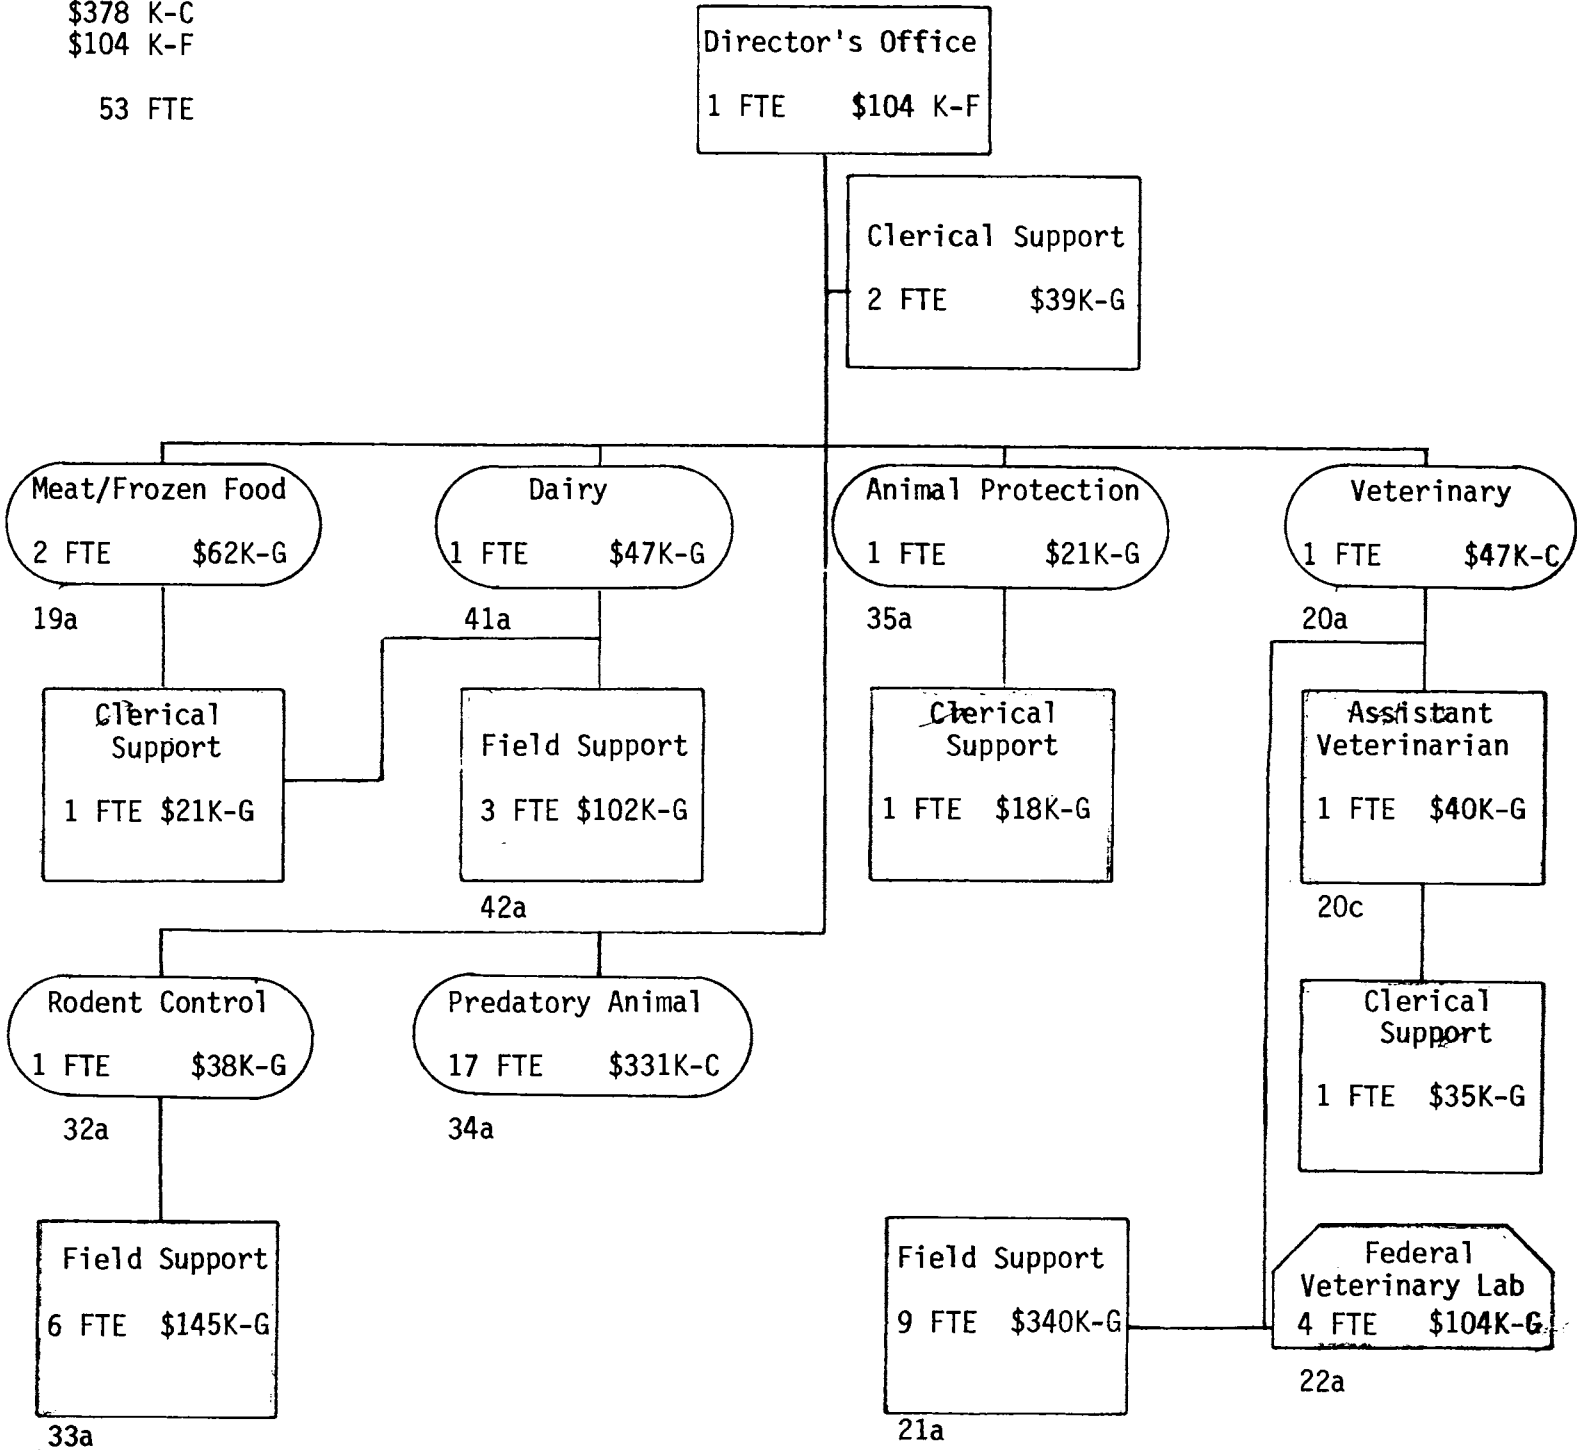 $378 K-C
$104 K-F
53 FTE
Director's Office
1 FTE $104 K-F
Clerical Support
2 FTE $39K-G
Meat/Frozen Food
2 FTE $62K-G
19a
Dairy
1 FTE $47K-G
41a
Animal Protection
1 FTE $21K-G
35a
Veterinary
1 FTE $47K-C
20a
Clerical
Support
1 FTE $21K-G
Field Support
3 FTE $102K-G
42a
Clerical
Support
1 FTE $18K-G
Assistant
Veterinarian
1 FTE $40K-G
20c
Rodent Control
1 FTE $38K-G
32a
Predatory Animal
17 FTE $331K-C
34a
Clerical
Support
1 FTE $35K-G
Field Support
6 FTE $145K-G
33a
Field Support
9 FTE $340K-G
21a
Federal
Veterinary Lab
4 FTE $104K-G
22a